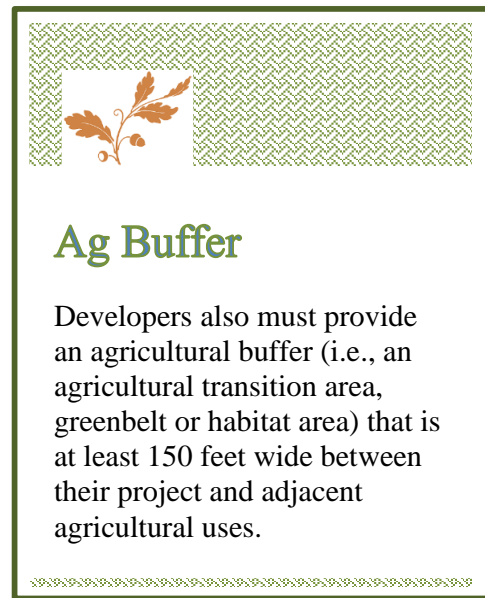 Ag Buffer
Developers also must provide
an agricultural buffer (i.e., an
agricultural transition area,
greenbelt or habitat area) that is
at least 150 feet wide between
their project and adjacent
agricultural uses.